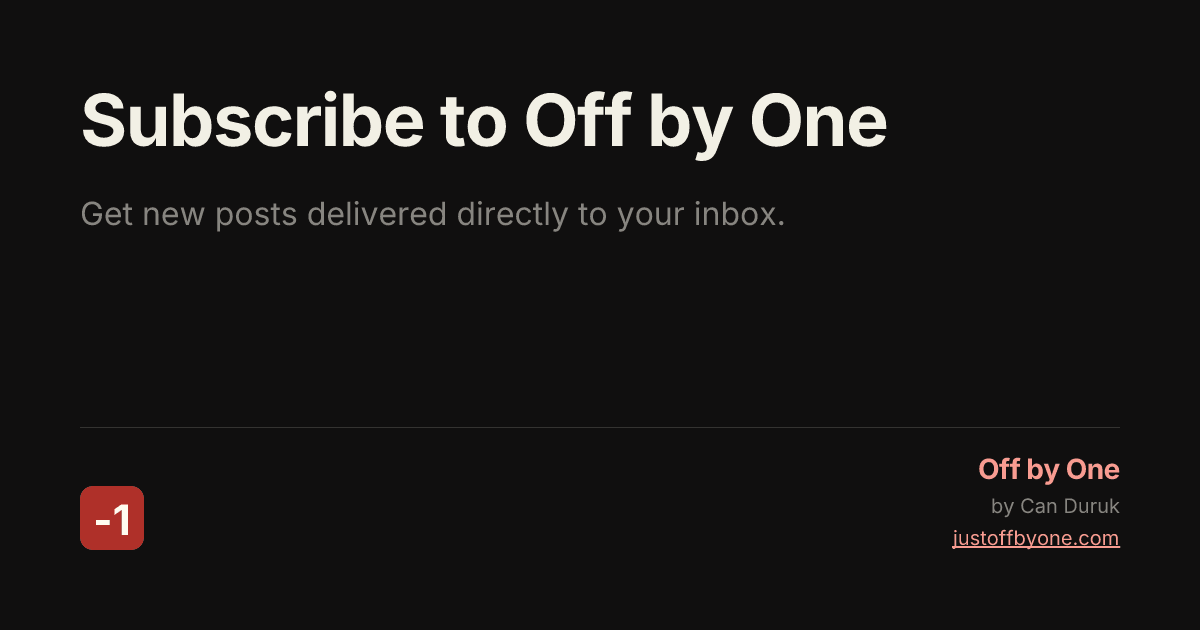 Subscribe to Off by One
Get new posts delivered directly to your inbox.
-1
Off by One
by Can Duruk
justoffbyone.com